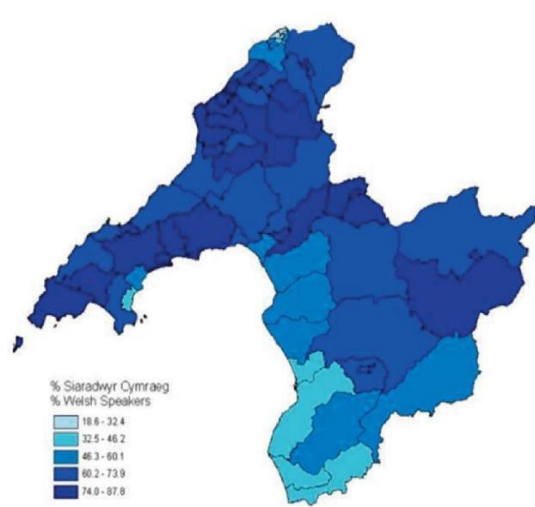 % Siaradwyr Cymraeg
% Welsh Speakers
18.6 - 32.4
32.5 - 46.2
46.3 - 60.1
60.2 - 73.9
74.0 - 87.8